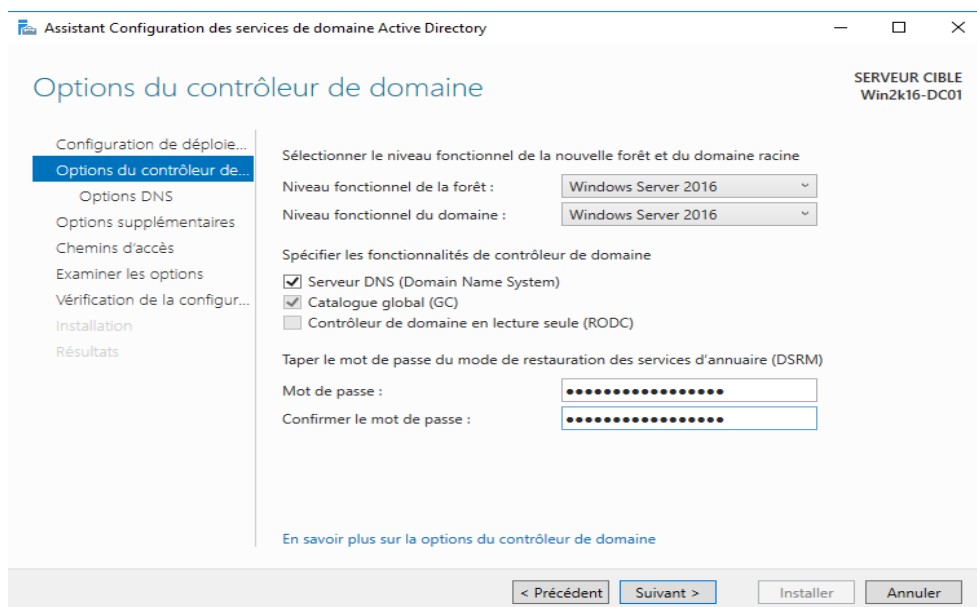 Assistant Configuration des services de domaine Active Directory
Options du contrôleur de domaine
SERVEUR CIBLE
Win2k16-DC01
Configuration de déploie...
Options du contrôleur de...
Options DNS
Options supplémentaires
Chemins d'accès
Examiner les options
Vérification de la configur...
Installation
Résultats
Sélectionner le niveau fonctionnel de la nouvelle forêt et du domaine racine
Niveau fonctionnel de la forêt : Windows Server 2016
Niveau fonctionnel du domaine : Windows Server 2016
Spécifier les fonctionnalités de contrôleur de domaine
Serveur DNS (Domain Name System)
Catalogue global (GC)
Contrôleur de domaine en lecture seule (RODC)
Taper le mot de passe du mode de restauration des services d'annuaire (DSRM)
Mot de passe : •••••••••••••••••
Confirmer le mot de passe : •••••••••••••••••
En savoir plus sur la options du contrôleur de domaine
< Précédent Suivant > Installer Annuler